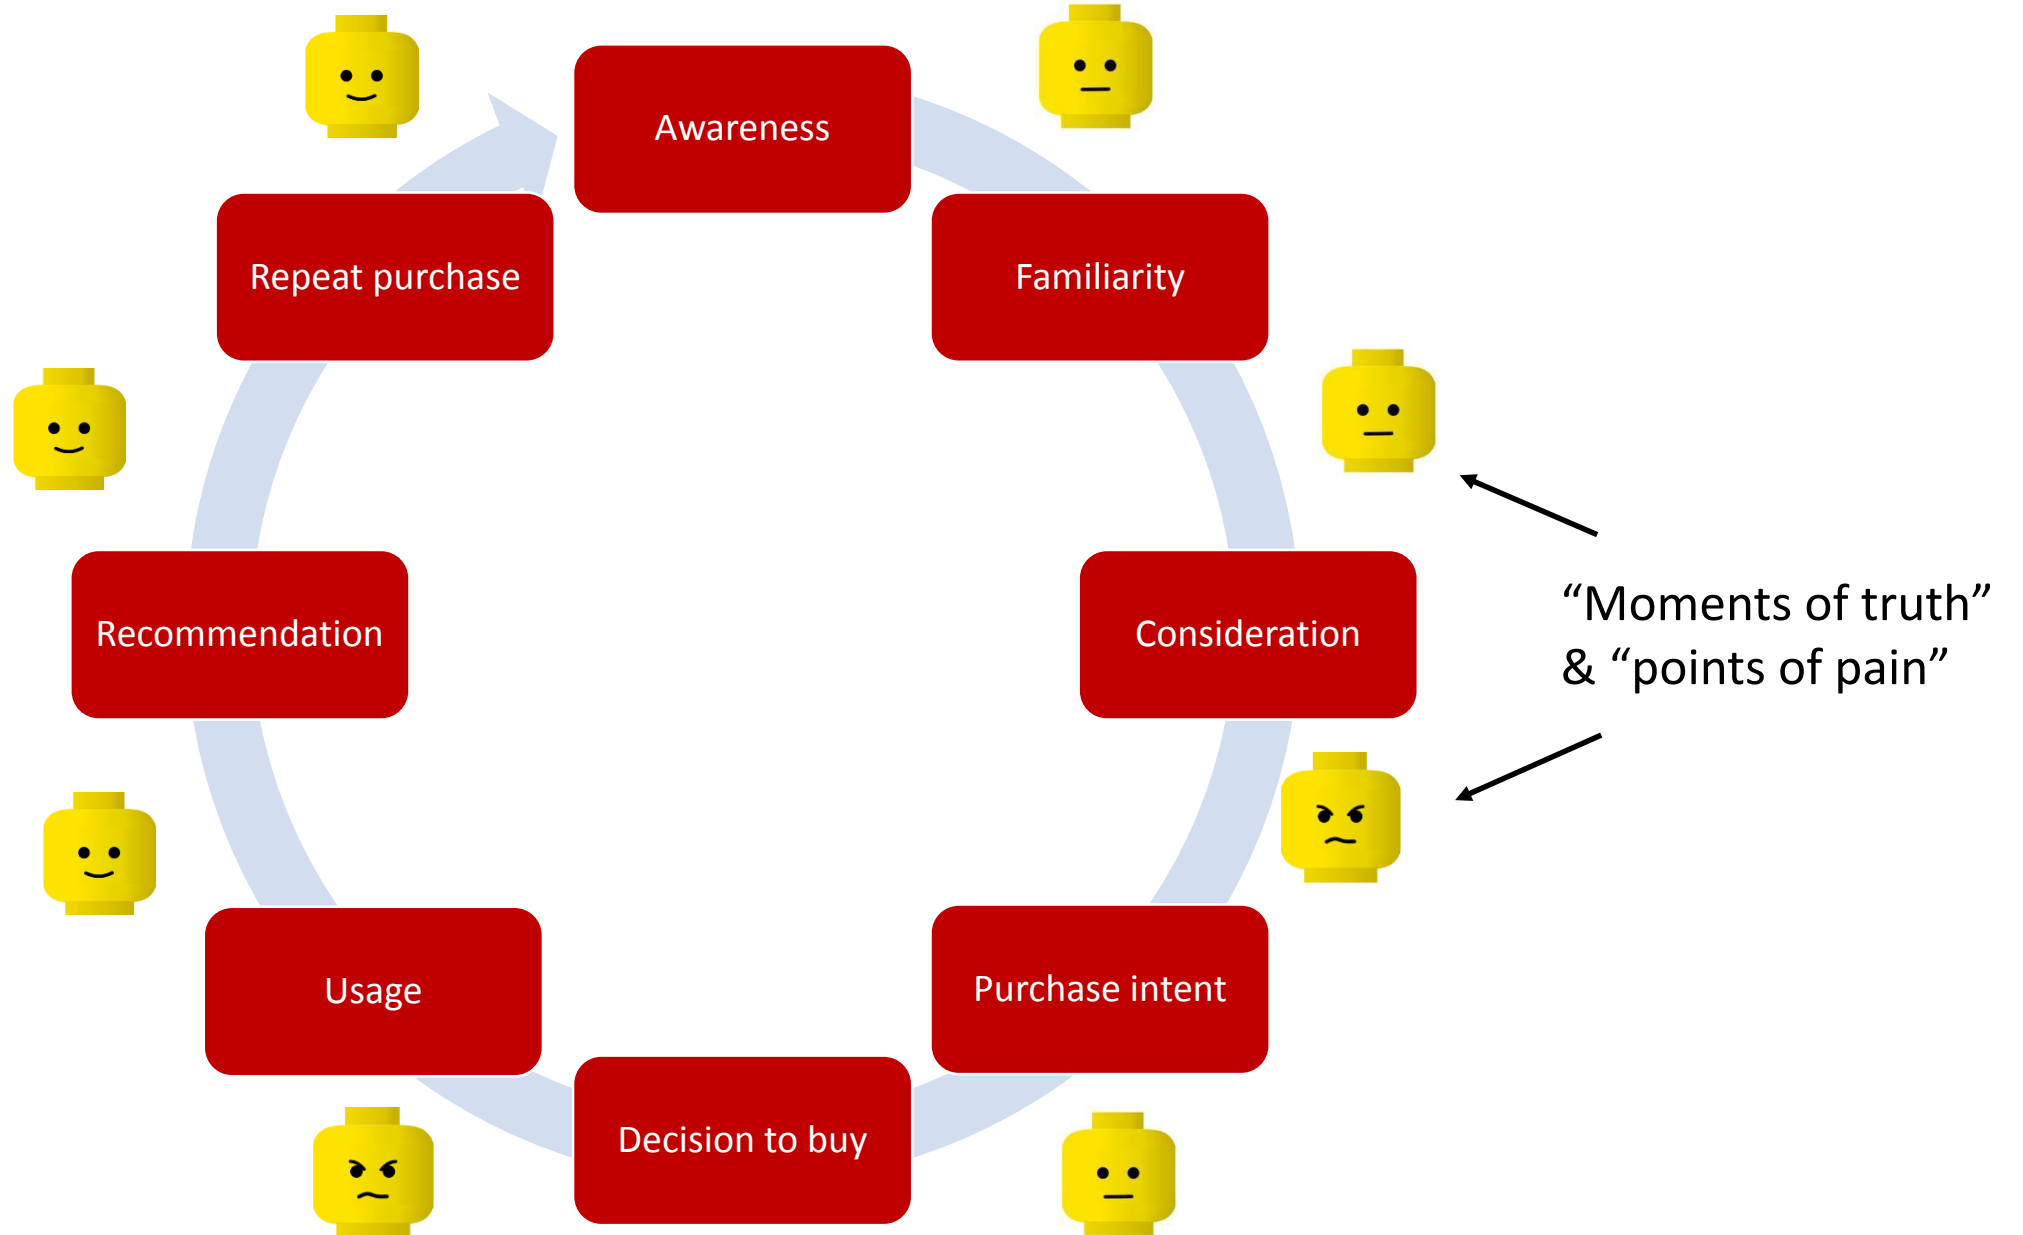 Awareness
Familiarity
Consideration
Purchase intent
Decision to buy
Usage
Recommendation
Repeat purchase
“Moments of truth”
& “points of pain”